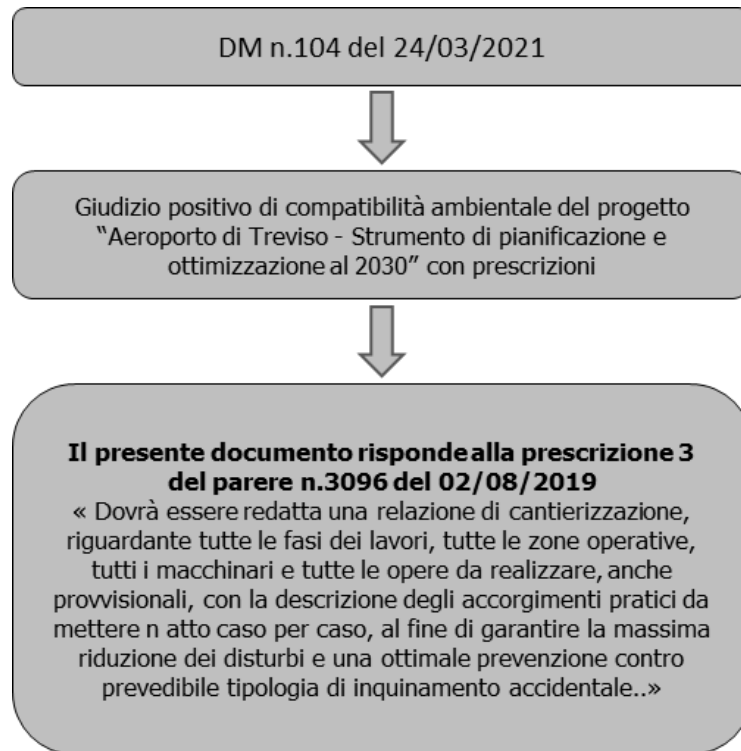 DM n.104 del 24/03/2021
Giudizio positivo di compatibilità ambientale del progetto
“Aeroporto di Treviso - Strumento di pianificazione e
ottimizzazione al 2030” con prescrizioni
Il presente documento risponde alla prescrizione 3
del parere n.3096 del 02/08/2019
« Dovrà essere redatta una relazione di cantierizzazione,
riguardante tutte le fasi dei lavori, tutte le zone operative,
tutti i macchinari e tutte le opere da realizzare, anche
provvisionali, con la descrizione degli accorgimenti pratici da
mettere n atto caso per caso, al fine di garantire la massima
riduzione dei disturbi e una ottimale prevenzione contro
prevedibile tipologia di inquinamento accidentale..»